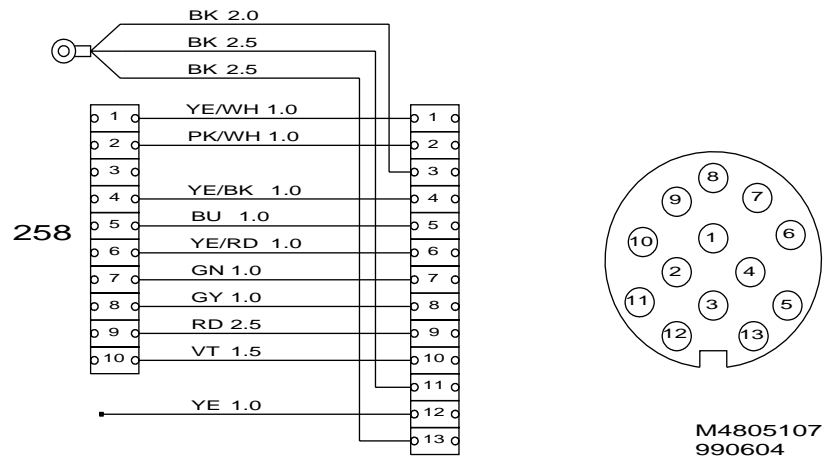 BK 2.0
BK 2.5
BK 2.5
1 YE/WH 1.0 1
2 PK/WH 1.0 2
3 3
4 YE/BK 1.0 4
258
5 BU 1.0 5
6 YE/RD 1.0 6
7 GN 1.0 7
8 GY 1.0 8
9 RD 2.5 9
10 VT 1.5 10
11
YE 1.0 12
13
8
9 7
1 6
10
2 4
11 3 5
12 13
M4805107
990604